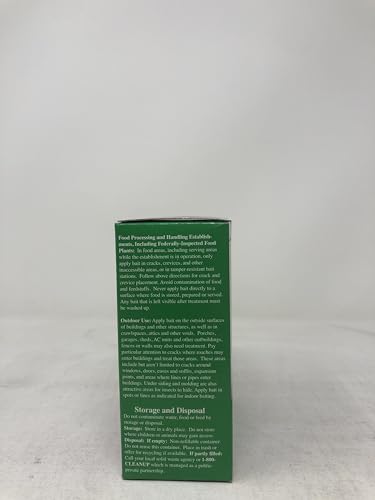 Food Processing and Handling Establish-
ments, Including Federally-Inspected Food
Plants: In food areas, including serving areas
while the establishment is in operation, only
apply bait in cracks, crevices, and other
inaccessible areas, or in tamper-resistant bait
stations. Follow above directions for crack and
crevice placement. Avoid contamination of food
and feedstuffs. Never apply bait directly to a
surface where food is stored, prepared or served.
Any bait that is left visible after treatment must
be washed up.
Outdoor Use: Apply bait on the outside surfaces
of buildings and other structures, as well as in
crawlspaces, attics and other voids. Porches,
garages, sheds, AC units and other outbuildings,
fences or walls may also need treatment. Pay
particular attention to cracks where roaches may
enter buildings and treat these areas. These areas
include but aren't limited to cracks around
windows, doors, eaves and soffits, expansion
joints, and areas where lines or pipes enter
buildings. Under siding and molding are also
attractive areas for insects to hide. Apply bait in
spots or lines as indicated for indoor baiting.
Storage and Disposal
Do not contaminate water, food or feed by
storage or disposal.
Storage: Store in a dry place. Do not store
where children or animals may gain access.
Disposal: If empty: Non-refillable container
Do not reuse this container. Place in trash or offer
for recycling if available. If partly filled:
Call your local solid waste agency or 1-800-
CLEANUP which is managed as a public-
private partnership.